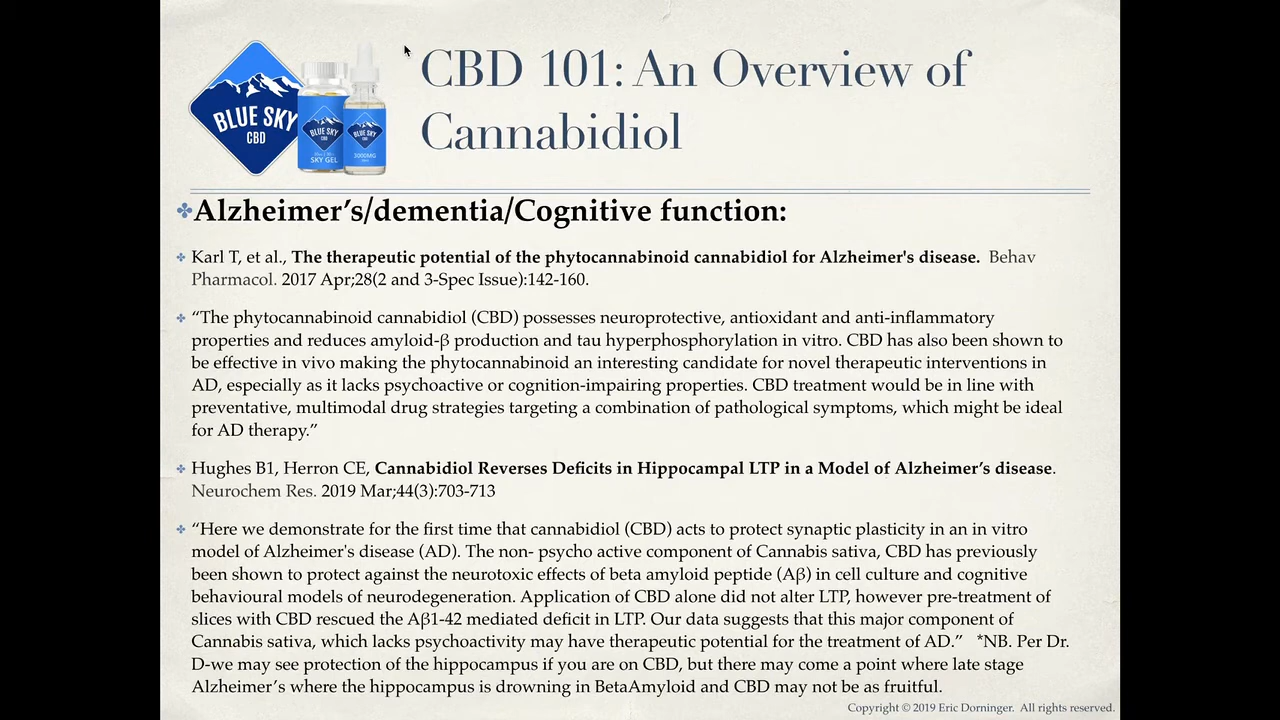 CBD 101: An Overview of
Cannabidiol
BLUE SKY
CBD
BLUE SKY
CBD
SKY GEL
BLUE SKY
CBD
3000MG
Alzheimer's/dementia/Cognitive function:
Karl T, et al., The therapeutic potential of the phytocannabinoid cannabidiol for Alzheimer's disease. Behav
Pharmacol. 2017 Apr;28(2 and 3-Spec Issue):142-160.
“The phytocannabinoid cannabidiol (CBD) possesses neuroprotective, antioxidant and anti-inflammatory
properties and reduces amyloid-β production and tau hyperphosphorylation in vitro. CBD has also been shown to
be effective in vivo making the phytocannabinoid an interesting candidate for novel therapeutic interventions in
AD, especially as it lacks psychoactive or cognition-impairing properties. CBD treatment would be in line with
preventative, multimodal drug strategies targeting a combination of pathological symptoms, which might be ideal
for AD therapy.”
Hughes B1, Herron CE, Cannabidiol Reverses Deficits in Hippocampal LTP in a Model of Alzheimer’s disease.
Neurochem Res. 2019 Mar;44(3):703-713
“Here we demonstrate for the first time that cannabidiol (CBD) acts to protect synaptic plasticity in an in vitro
model of Alzheimer's disease (AD). The non- psycho active component of Cannabis sativa, CBD has previously
been shown to protect against the neurotoxic effects of beta amyloid peptide (Aβ) in cell culture and cognitive
behavioural models of neurodegeneration. Application of CBD alone did not alter LTP, however pre-treatment of
slices with CBD rescued the Aβ1-42 mediated deficit in LTP. Our data suggests that this major component of
Cannabis sativa, which lacks psychoactivity may have therapeutic potential for the treatment of AD.” *NB. Per Dr.
D-we may see protection of the hippocampus if you are on CBD, but there may come a point where late stage
Alzheimer’s where the hippocampus is drowning in BetaAmyloid and CBD may not be as fruitful.
Copyright © 2019 Eric Dorninger. All rights reserved.